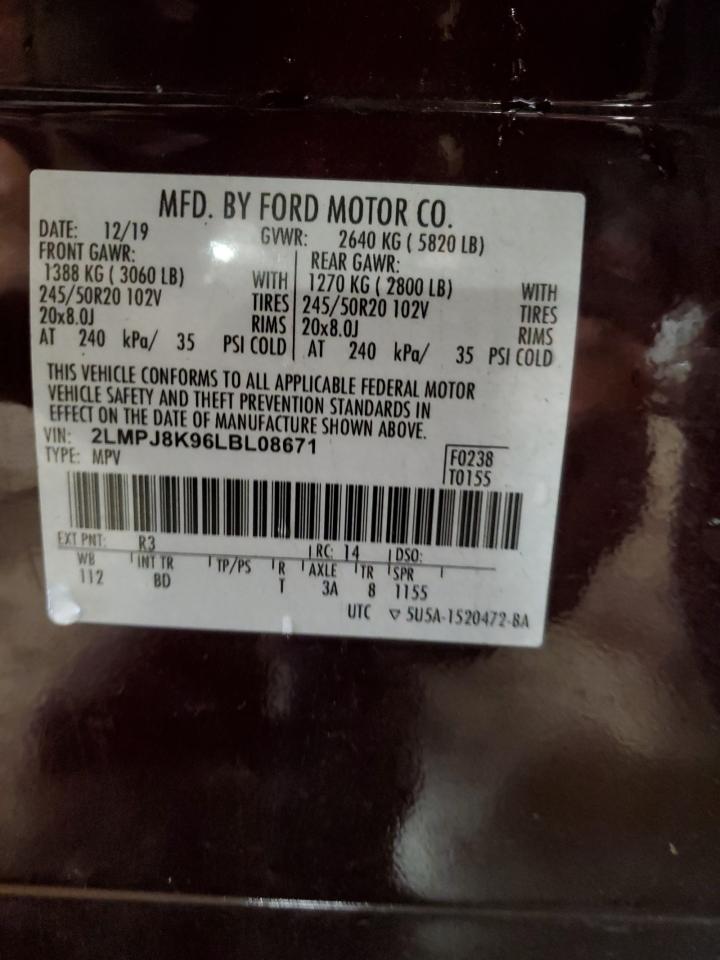 MFD. BY FORD MOTOR CO.
DATE: 12/19 GVWR: 2640 KG ( 5820 LB)
FRONT GAWR: REAR GAWR:
1388 KG ( 3060 LB) WITH 1270 KG ( 2800 LB) WITH
245/50R20 102V TIRES 245/50R20 102V TIRES
20x8.0J RIMS 20x8.0J RIMS
AT 240 kPa/ 35 PSI COLD AT 240 kPa/ 35 PSI COLD
THIS VEHICLE CONFORMS TO ALL APPLICABLE FEDERAL MOTOR
VEHICLE SAFETY AND THEFT PREVENTION STANDARDS IN
EFFECT ON THE DATE OF MANUFACTURE SHOWN ABOVE.
VIN: 2LMPJ8K96LBL08671
TYPE: MPV
F0238
T0155
EXT PNT: R3 RC: 14 DSO:
WB INT TR TP/PS R AXLE TR SPR
112 BD T 3A 8 1155
UTC ▽ 5U5A-1520472-BA